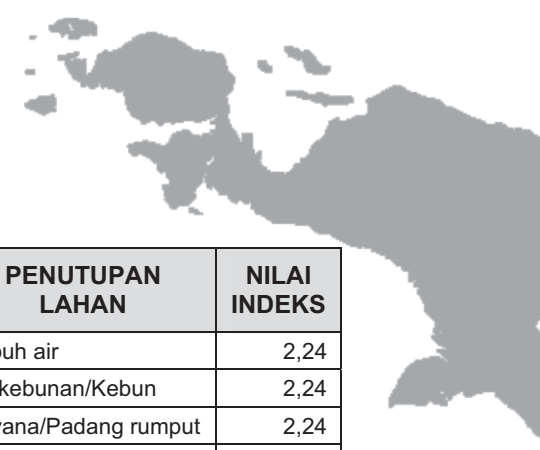 PENUTUPAN
LAHAN
NILAI
INDEKS
buh air 2,24
kebunan/Kebun 2,24
vana/Padang rumput 2,24